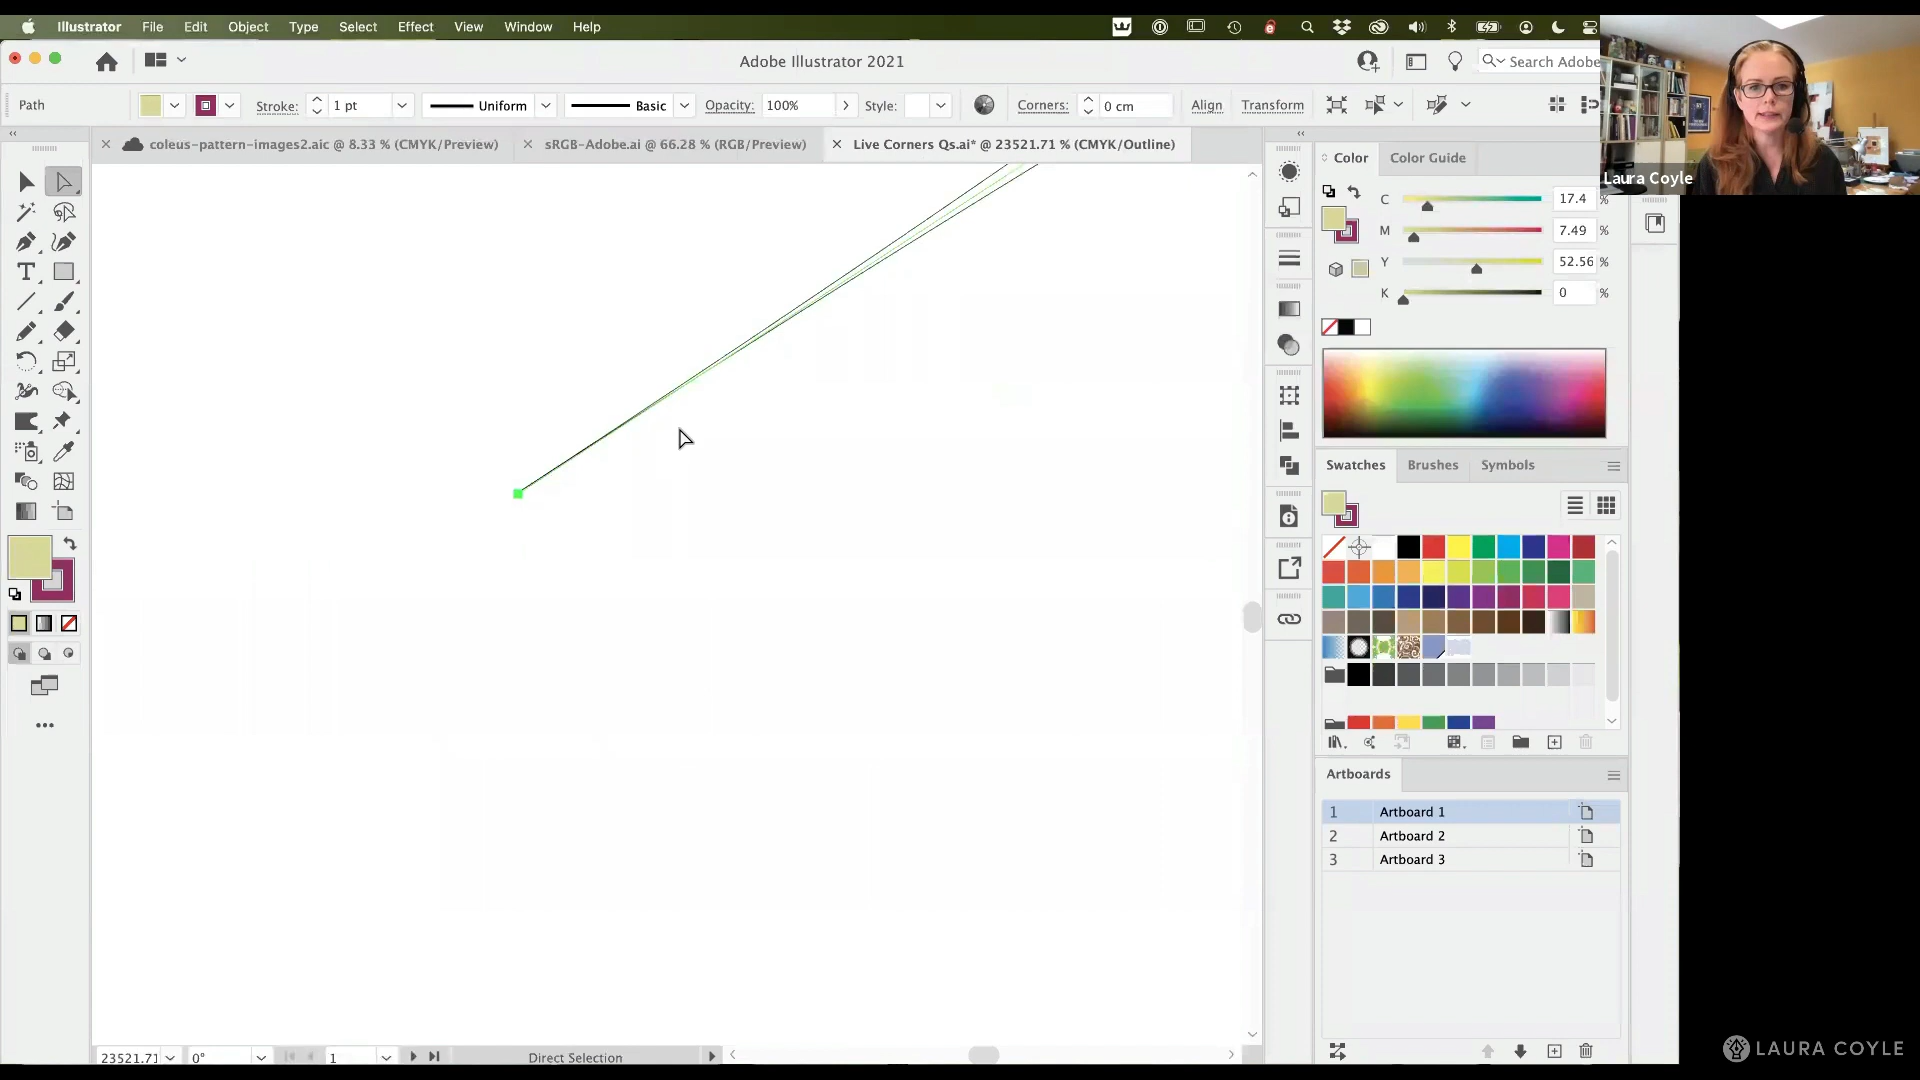 Illustrator File Edit Object Type Select Effect View Window Help
Adobe Illustrator 2021
Search Adobe
Path
Stroke: 1 pt Uniform Basic Opacity: 100% Style: Corners: 0 cm Align Transform
coleus-pattern-images2.aic @ 8.33 % (CMYK/Preview)
sRGB-Adobe.ai @ 66.28 % (RGB/Preview)
Live Corners Qs.ai* @ 23521.71 % (CMYK/Outline)
Laura Coyle
Color Color Guide
C 17.4 %
M 7.49 %
Y 52.56 %
K 0 %
Swatches Brushes Symbols
Artboards
1 Artboard 1
2 Artboard 2
3 Artboard 3
23521.71 0° 1 Direct Selection
LAURA COYLE